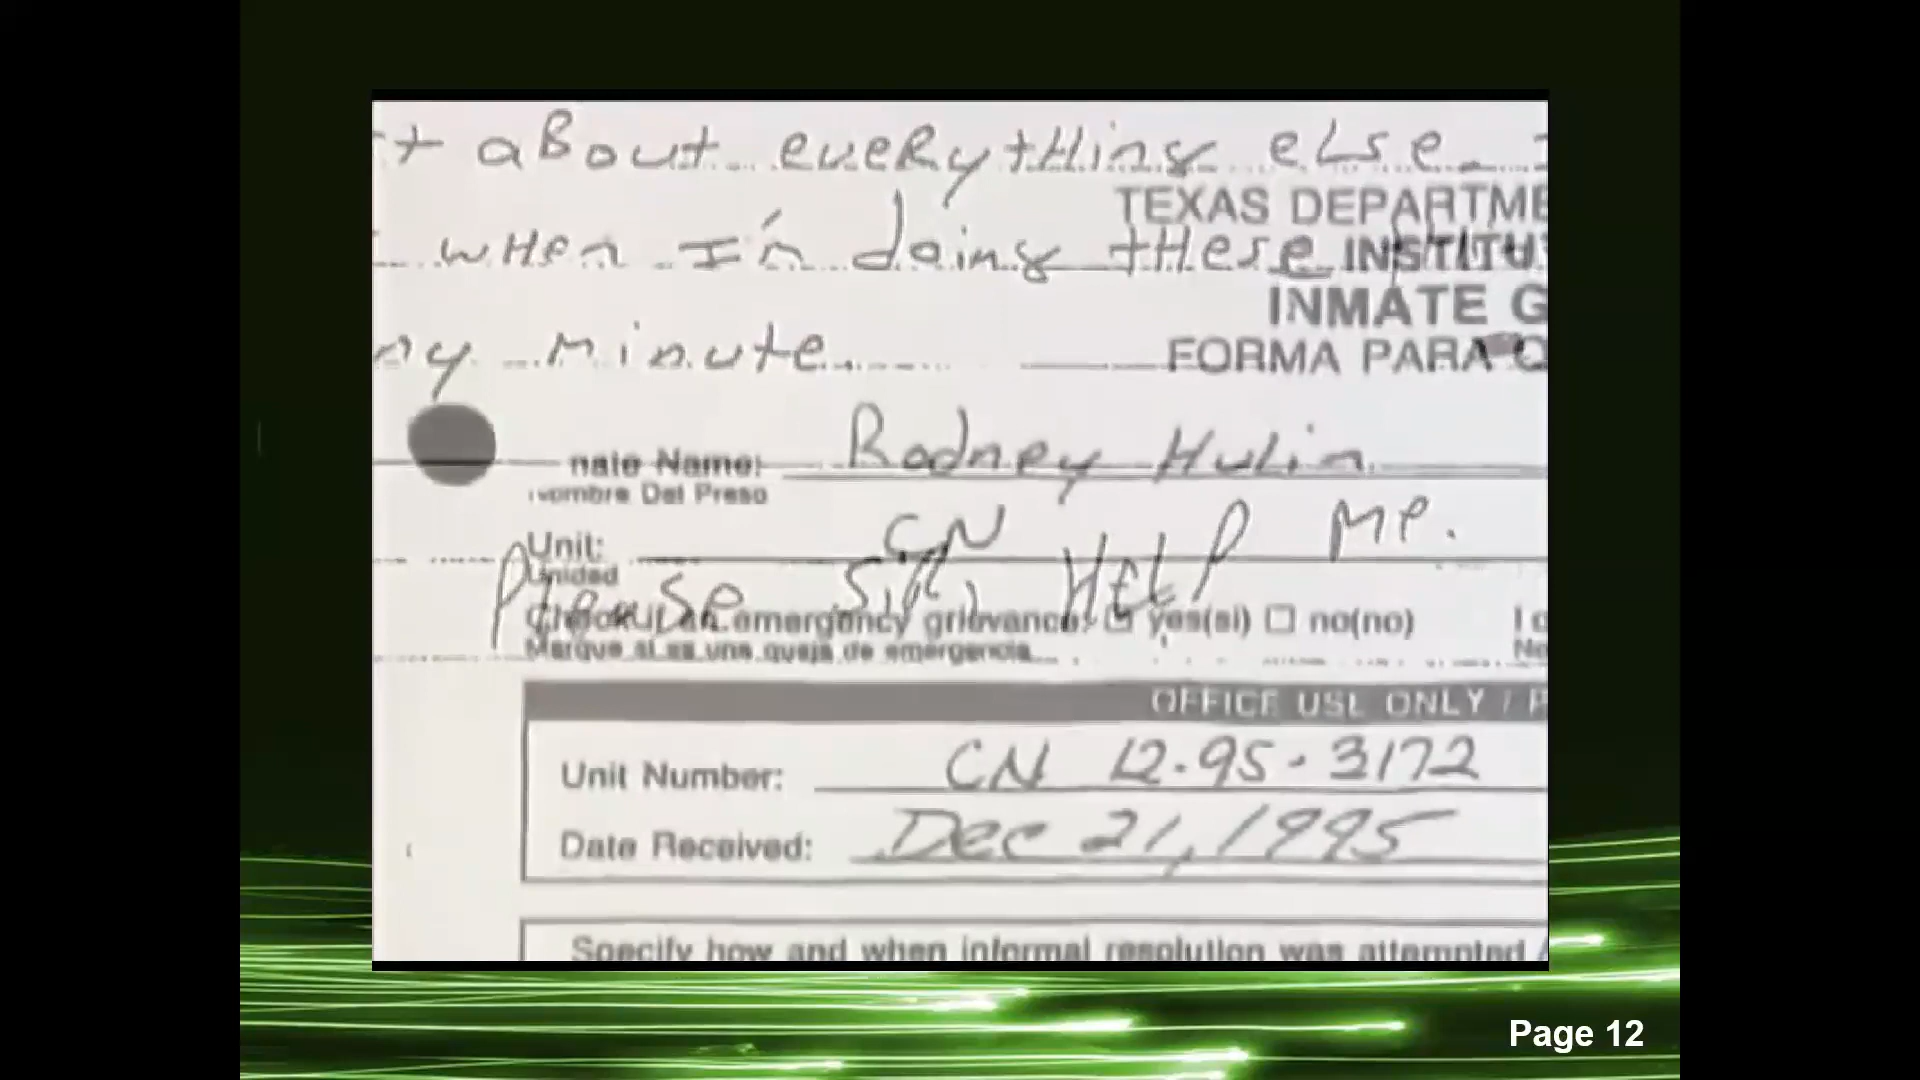 about everything else.
TEXAS DEPARTME
when I'm doing these
INSTITU
INMATE G
ny minute.
FORMA PARA Q
Rodney Hulin
nate Name:
Nombre Del Preso
CN
Unit:
Unidad
Please Sir, Help Me.
Check if an emergency grievance: yes(si) no(no)
Marque si es una queja de emergencia
OFFICE USE ONLY / P
Unit Number: CN 12.95.3172
Date Received: Dec 21, 1995
Specify how and when informal resolution was attempted
Page 12